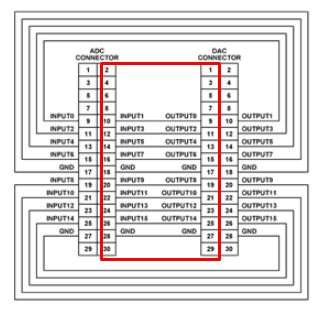 ADC DAC
CONNECTOR CONNECTOR
1 2 1 2
3 4 3 4
5 6 5 6
7 8 7 8
INPUT0 9 10 INPUT1 OUTPUT0 9 10 OUTPUT1
INPUT2 11 12 INPUT3 OUTPUT2 11 12 OUTPUT3
INPUT4 13 14 INPUT5 OUTPUT4 13 14 OUTPUT5
INPUT6 15 16 INPUT7 OUTPUT6 15 16 OUTPUT7
GND 17 18 GND GND 17 18 GND
INPUT8 19 20 INPUT9 OUTPUT8 19 20 OUTPUT9
INPUT10 21 22 INPUT11 OUTPUT10 21 22 OUTPUT11
INPUT12 23 24 INPUT13 OUTPUT12 23 24 OUTPUT13
INPUT14 25 26 INPUT15 OUTPUT14 25 26 OUTPUT15
GND 27 28 GND GND 27 28 GND
29 30 29 30